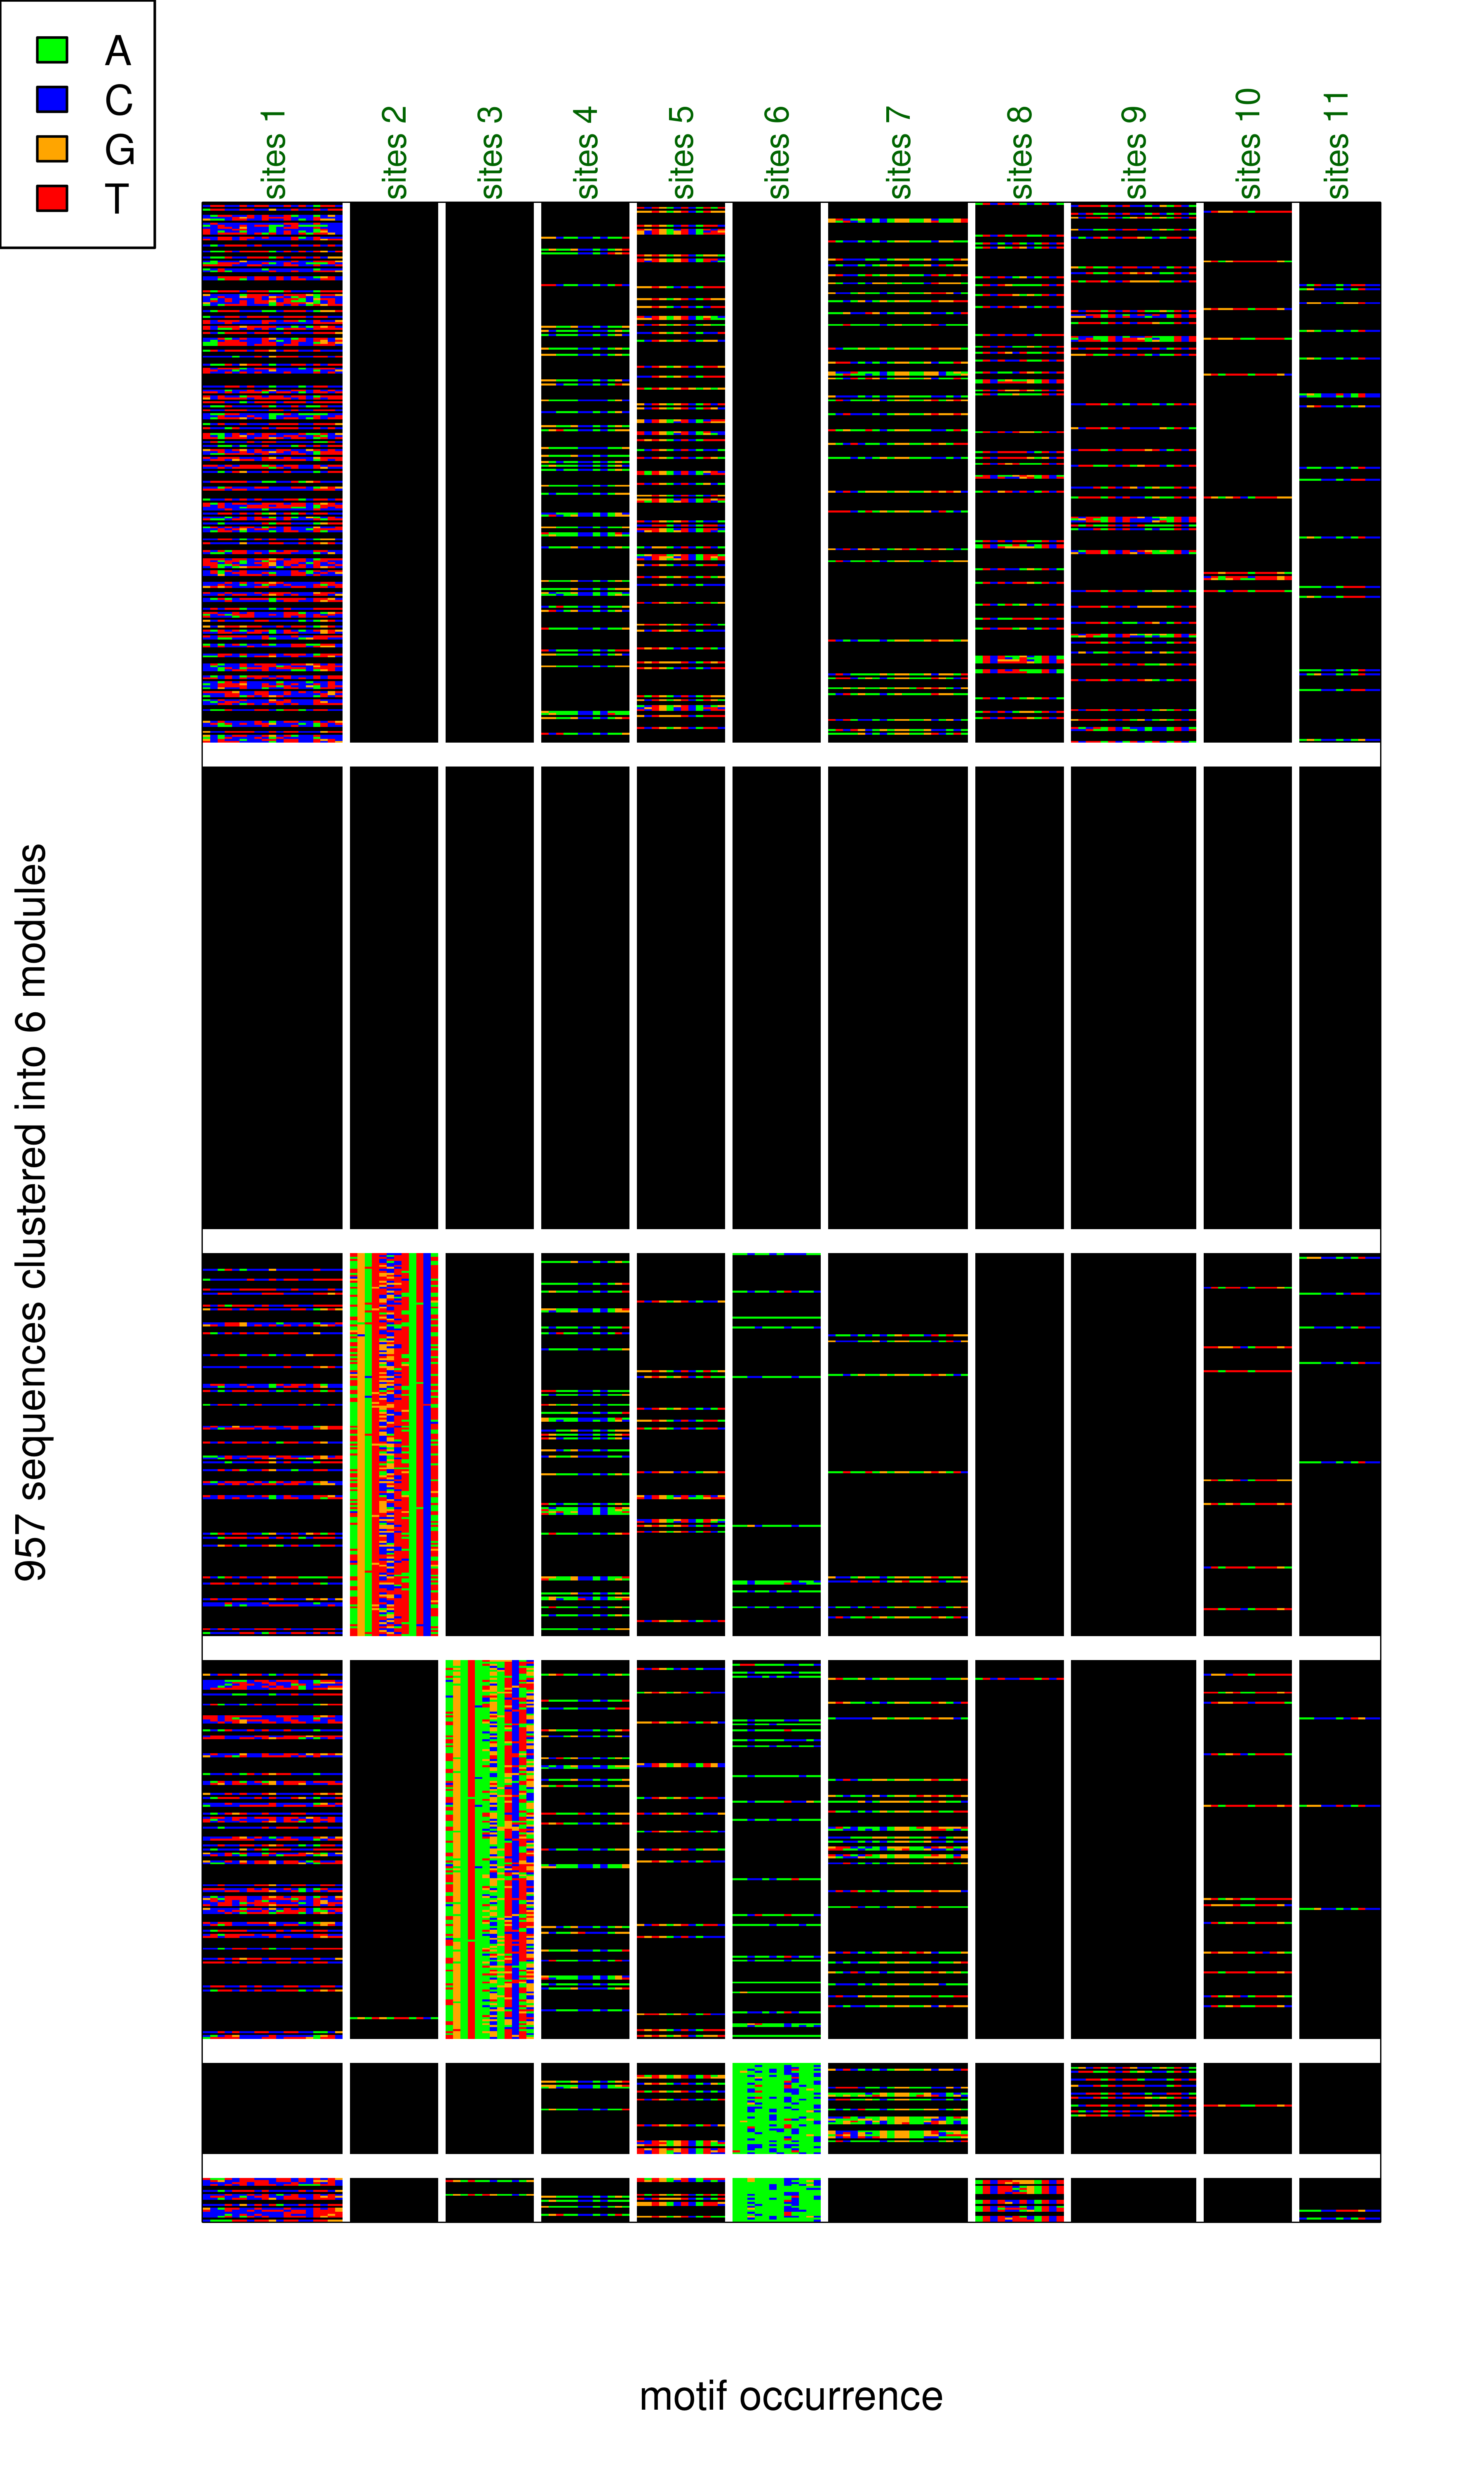 A
C
G
T
sites 1
sites 2
sites 3
sites 4
sites 5
sites 6
sites 7
sites 8
sites 9
sites 10
sites 11
957 sequences clustered into 6 modules
motif occurrence